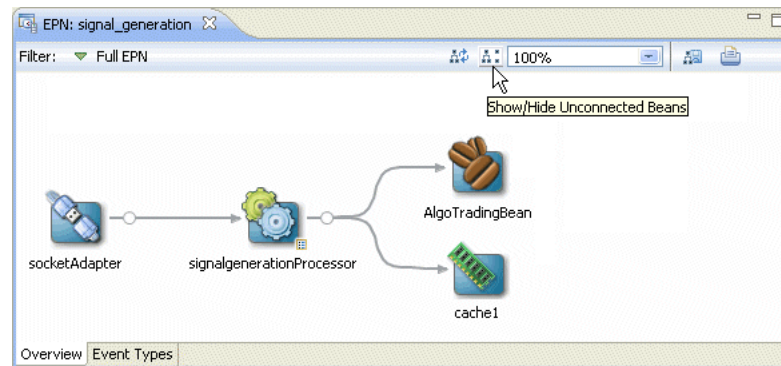 EPN: signal_generation
Filter: Full EPN 100%
Show/Hide Unconnected Beans
AlgoTradingBean
socketAdapter signalgenerationProcessor
cache1
Overview Event Types